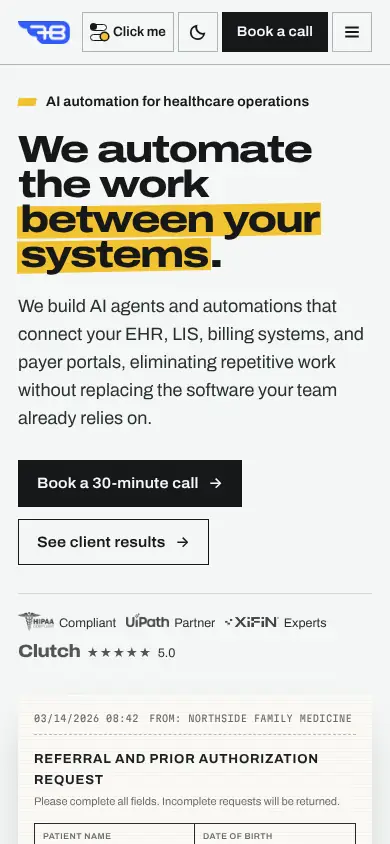 7B
Click me
Book a call
AI automation for healthcare operations
We automate
the work
between your
systems.
We build AI agents and automations that
connect your EHR, LIS, billing systems, and
payer portals, eliminating repetitive work
without replacing the software your team
already relies on.
Book a 30-minute call →
See client results →
HIPAA Compliant UiPath Partner XiFiN Experts
Clutch ★★★★★ 5.0
03/14/2026 08:42 FROM: NORTHSIDE FAMILY MEDICINE
REFERRAL AND PRIOR AUTHORIZATION
REQUEST
Please complete all fields. Incomplete requests will be returned.
PATIENT NAME DATE OF BIRTH